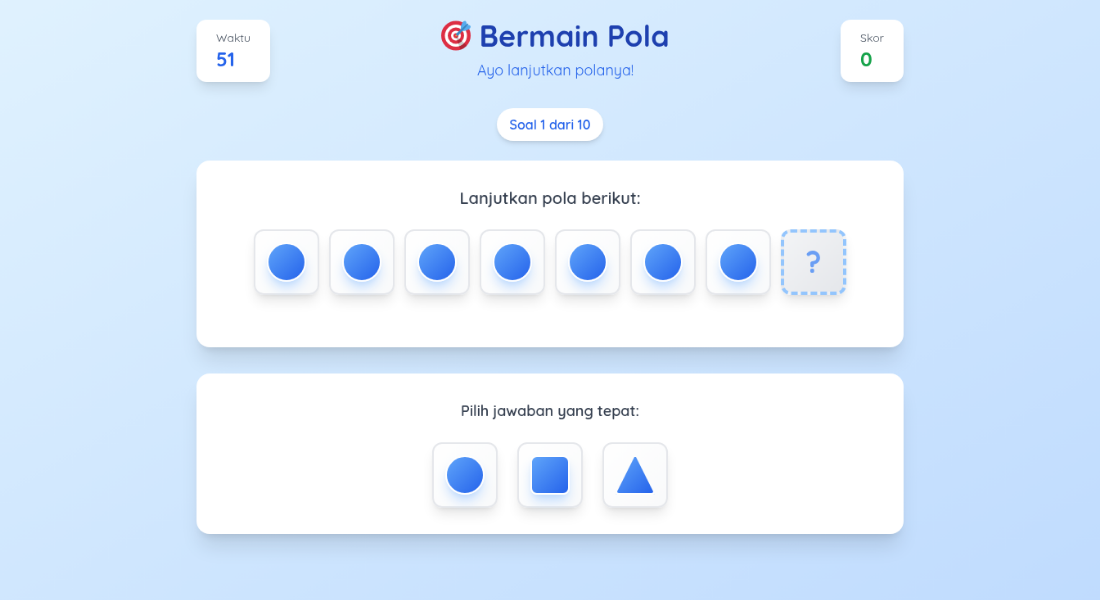 Waktu
51
Bermain Pola
Ayo lanjutkan polanya!
Skor
0
Soal 1 dari 10
Lanjutkan pola berikut:
?
Pilih jawaban yang tepat: